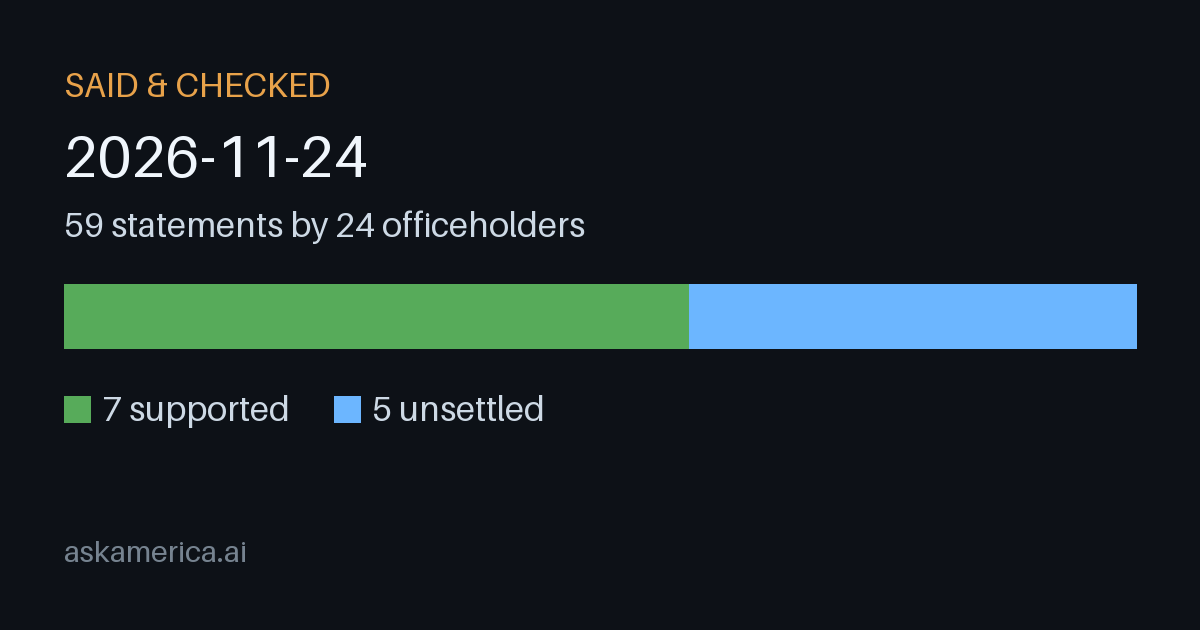 SAID & CHECKED
2026-11-24
59 statements by 24 officeholders
7 supported
5 unsettled
askamerica.ai